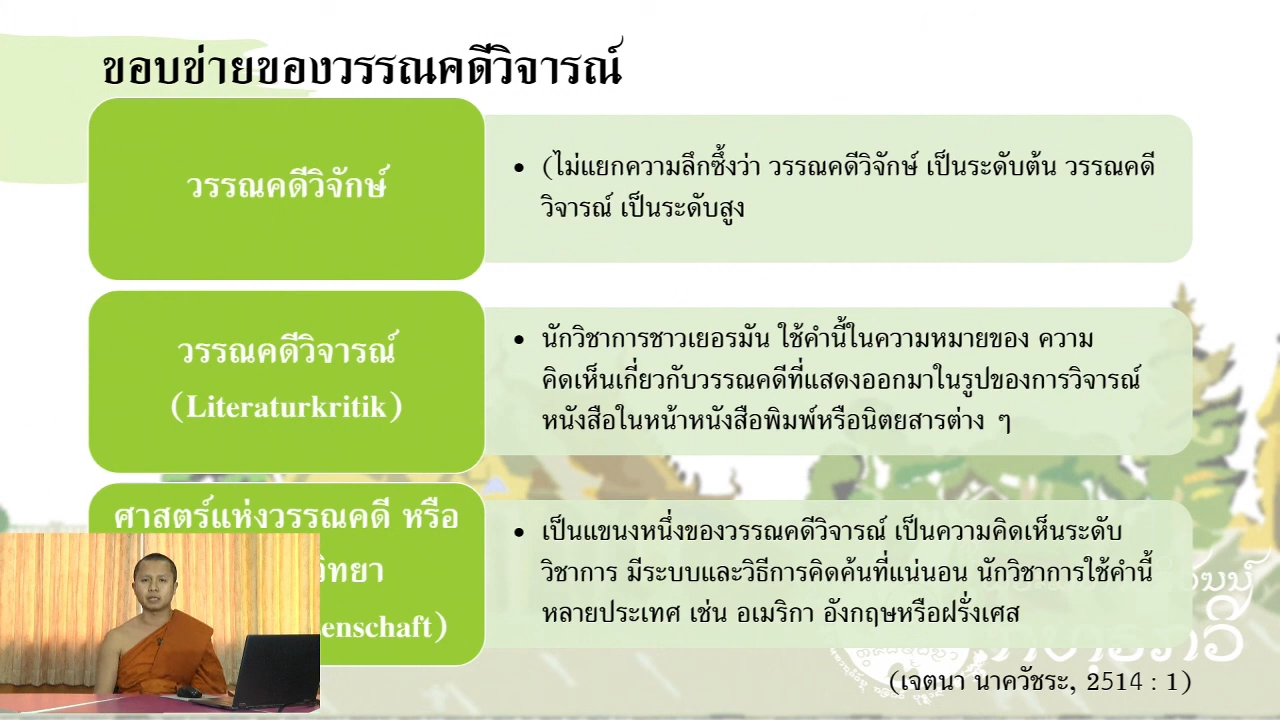 ขอบข่ายของวรรณคดีวิจารณ์
วรรณคดีวิจักษ์
• (ไม่แยกความลึกซึ้งว่า วรรณคดีวิจักษ์ เป็นระดับต้น วรรณคดี
วิจารณ์ เป็นระดับสูง
วรรณคดีวิจารณ์
(Literaturkritik)
• นักวิชาการชาวเยอรมัน ใช้คำนี้ในความหมายของ ความ
คิดเห็นเกี่ยวกับวรรณคดีที่แสดงออกมาในรูปของการวิจารณ์
หนังสือในหน้าหนังสือพิมพ์หรือนิตยสารต่าง ๆ
ศาสตร์แห่งวรรณคดี หรือ
วิทยา
enschaft)
• เป็นแขนงหนึ่งของวรรณคดีวิจารณ์ เป็นความคิดเห็นระดับ
วิชาการ มีระบบและวิธีการคิดค้นที่แน่นอน นักวิชาการใช้คำนี้
หลายประเทศ เช่น อเมริกา อังกฤษหรือฝรั่งเศส
(เจตนา นาควัชระ, 2514 : 1)